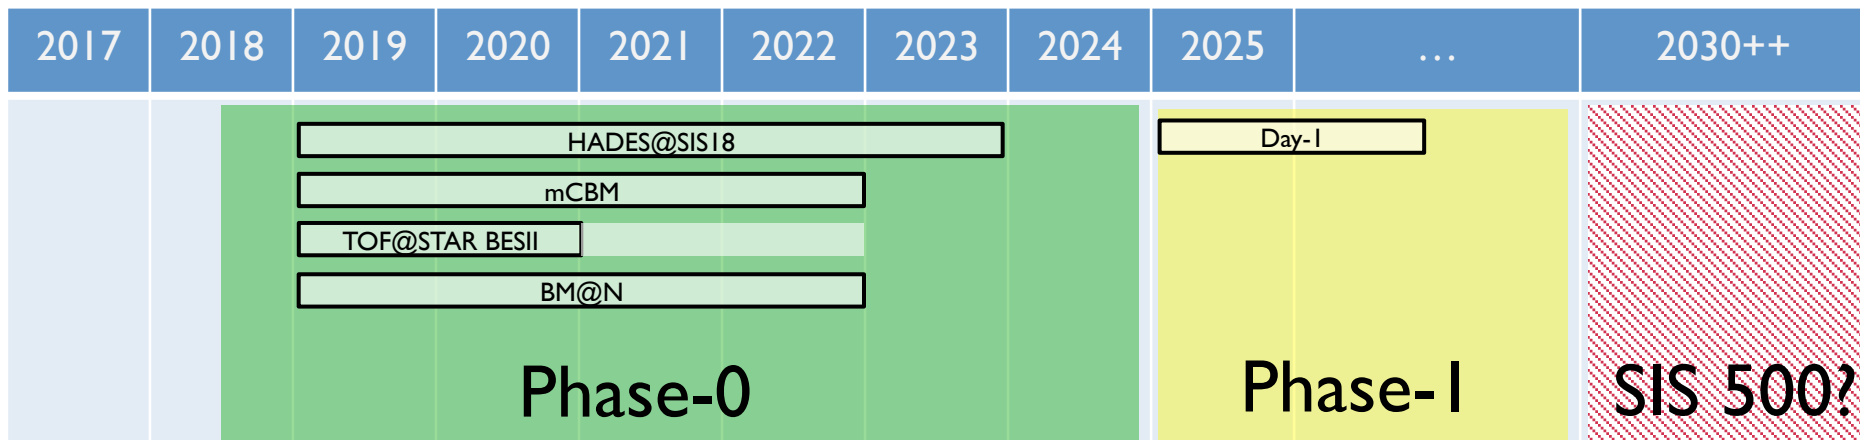 2017 2018 2019 2020 2021 2022 2023 2024 2025 ... 2030++
HADES@SIS18 Day-1
mCBM
TOF@STAR BESII
BM@N
Phase-0 Phase-1 SIS 500?